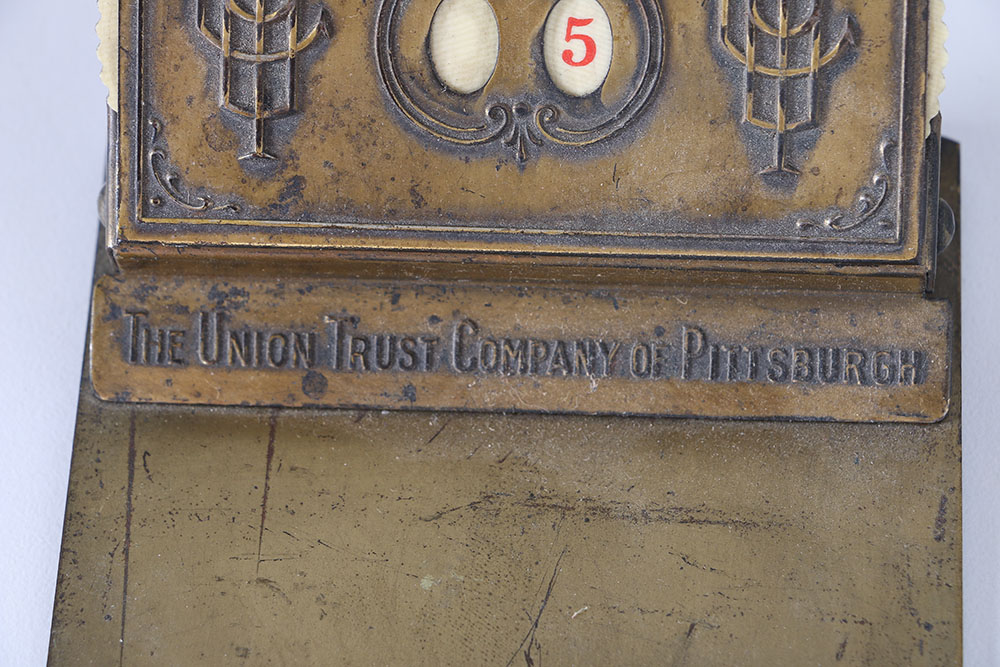 5
THE UNION TRUST COMPANY OF PITTSBURGH